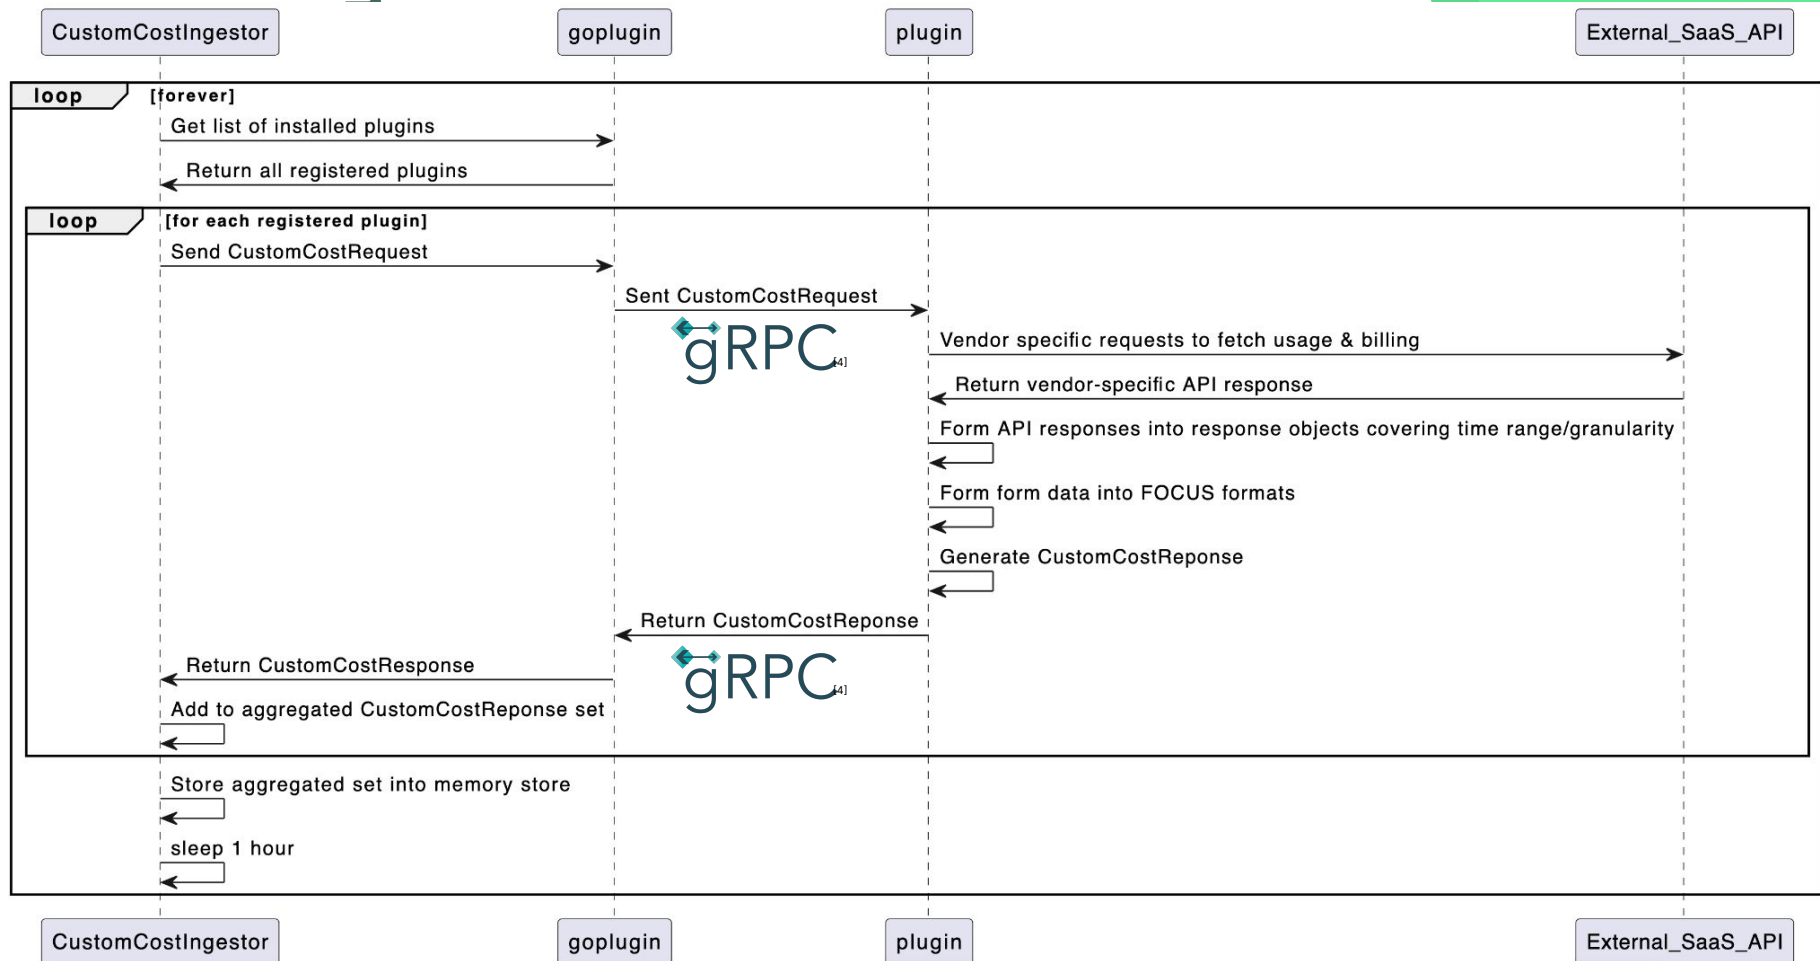 CustomCostIngestor
goplugin
plugin
External_SaaS_API
loop
[forever]
Get list of installed plugins
Return all registered plugins
loop
[for each registered plugin]
Send CustomCostRequest
Sent CustomCostRequest
gRPC
[4]
Vendor specific requests to fetch usage & billing
Return vendor-specific API response
Form API responses into response objects covering time range/granularity
Form form data into FOCUS formats
Generate CustomCostReponse
Return CustomCostReponse
gRPC
[4]
Return CustomCostResponse
Add to aggregated CustomCostReponse set
Store aggregated set into memory store
sleep 1 hour
CustomCostIngestor
goplugin
plugin
External_SaaS_API